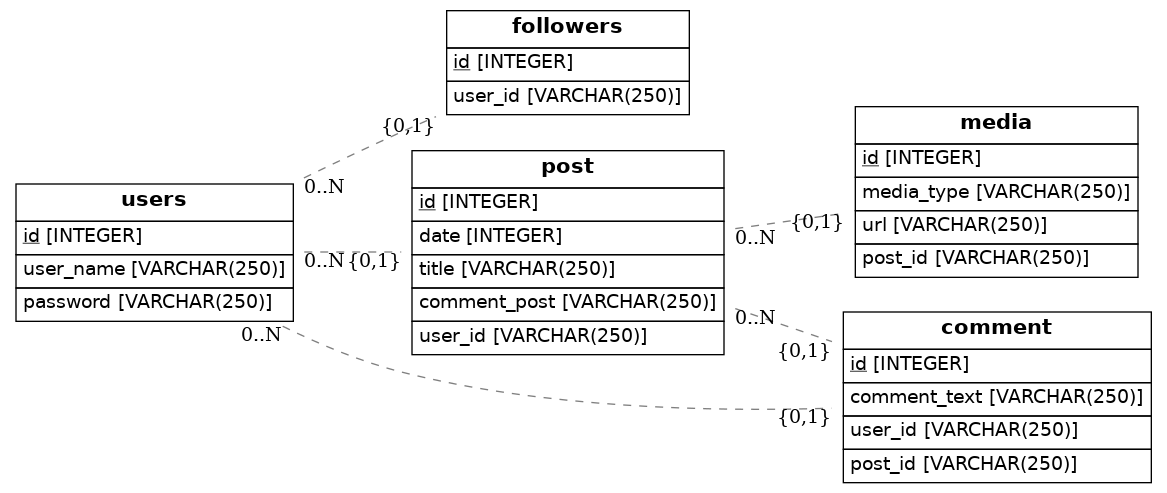 followers
id [INTEGER]
user_id [VARCHAR(250)]
users
id [INTEGER]
user_name [VARCHAR(250)]
password [VARCHAR(250)]
post
id [INTEGER]
date [INTEGER]
title [VARCHAR(250)]
comment_post [VARCHAR(250)]
user_id [VARCHAR(250)]
media
id [INTEGER]
media_type [VARCHAR(250)]
url [VARCHAR(250)]
post_id [VARCHAR(250)]
comment
id [INTEGER]
comment_text [VARCHAR(250)]
user_id [VARCHAR(250)]
post_id [VARCHAR(250)]
{0,1}
0..N
0..N
{0,1}
0..N
{0,1}
0..N
{0,1}
0..N
{0,1}